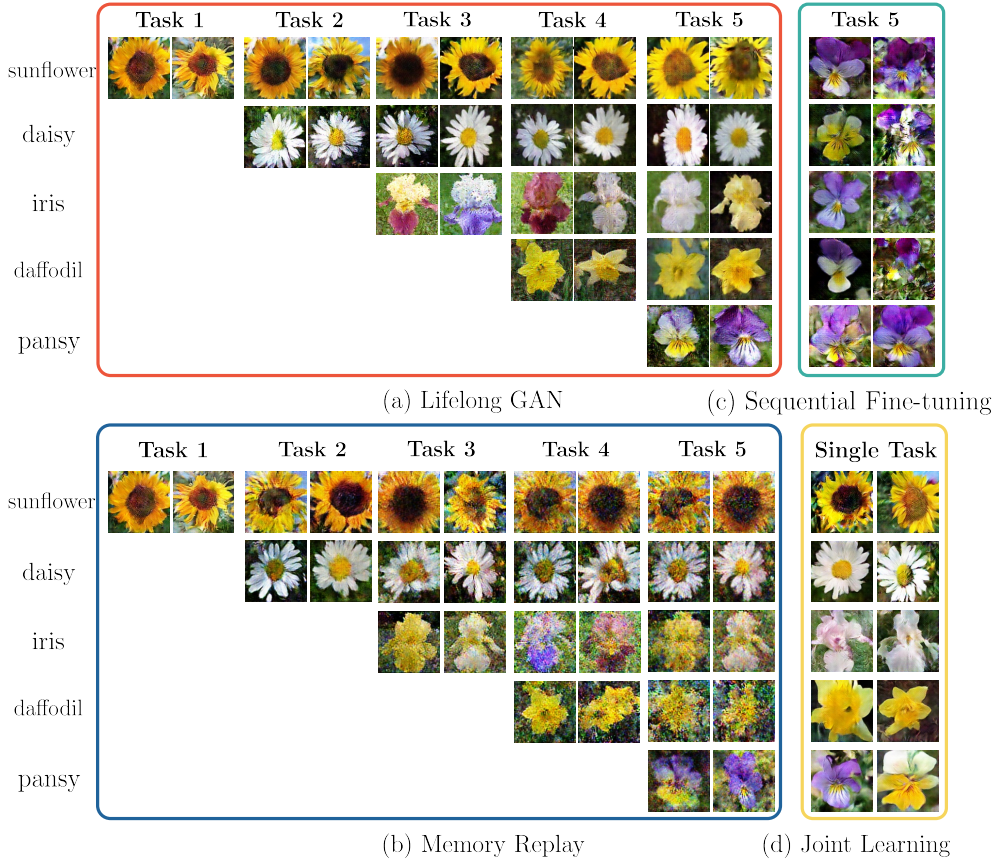 Task 1 Task 2 Task 3 Task 4 Task 5 Task 5
sunflower
daisy
iris
daffodil
pansy
(a) Lifelong GAN (c) Sequential Fine-tuning
Task 1 Task 2 Task 3 Task 4 Task 5 Single Task
sunflower
daisy
iris
daffodil
pansy
(b) Memory Replay (d) Joint Learning